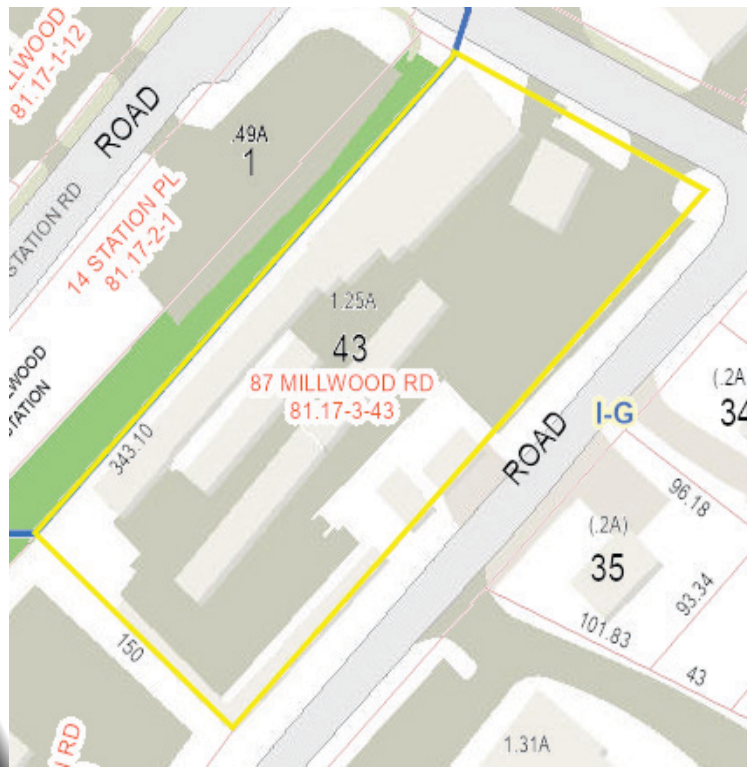 LLWOOD
81.17-1-12
ROAD
.49A
1
STATION RD
14 STATION PL
81.17-2-1
1.25A
43
87 MILLWOOD RD
81.17-3-43
LWOOD
STATION
343.10
I-G
(.2A
34
ROAD
96.18
(.2A)
35
93.34
101.83
43
150
N RD
1.31A